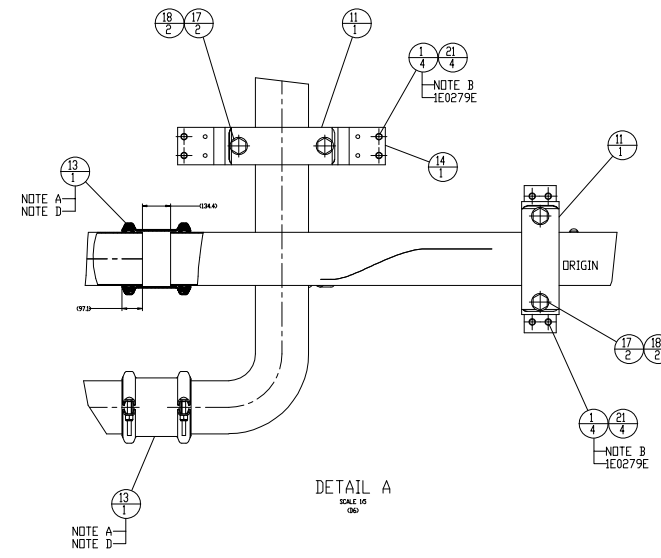 18
2
17
2
11
1
1
4
21
4
NOTE B
1E0279E
14
1
13
1
NOTE A
NOTE D
(134.4)
11
1
ORIGIN
(97.1)
17
2
18
2
1
4
21
4
NOTE B
1E0279E
DETAIL A
SCALE 1:5
(D6)
13
1
NOTE A
NOTE D